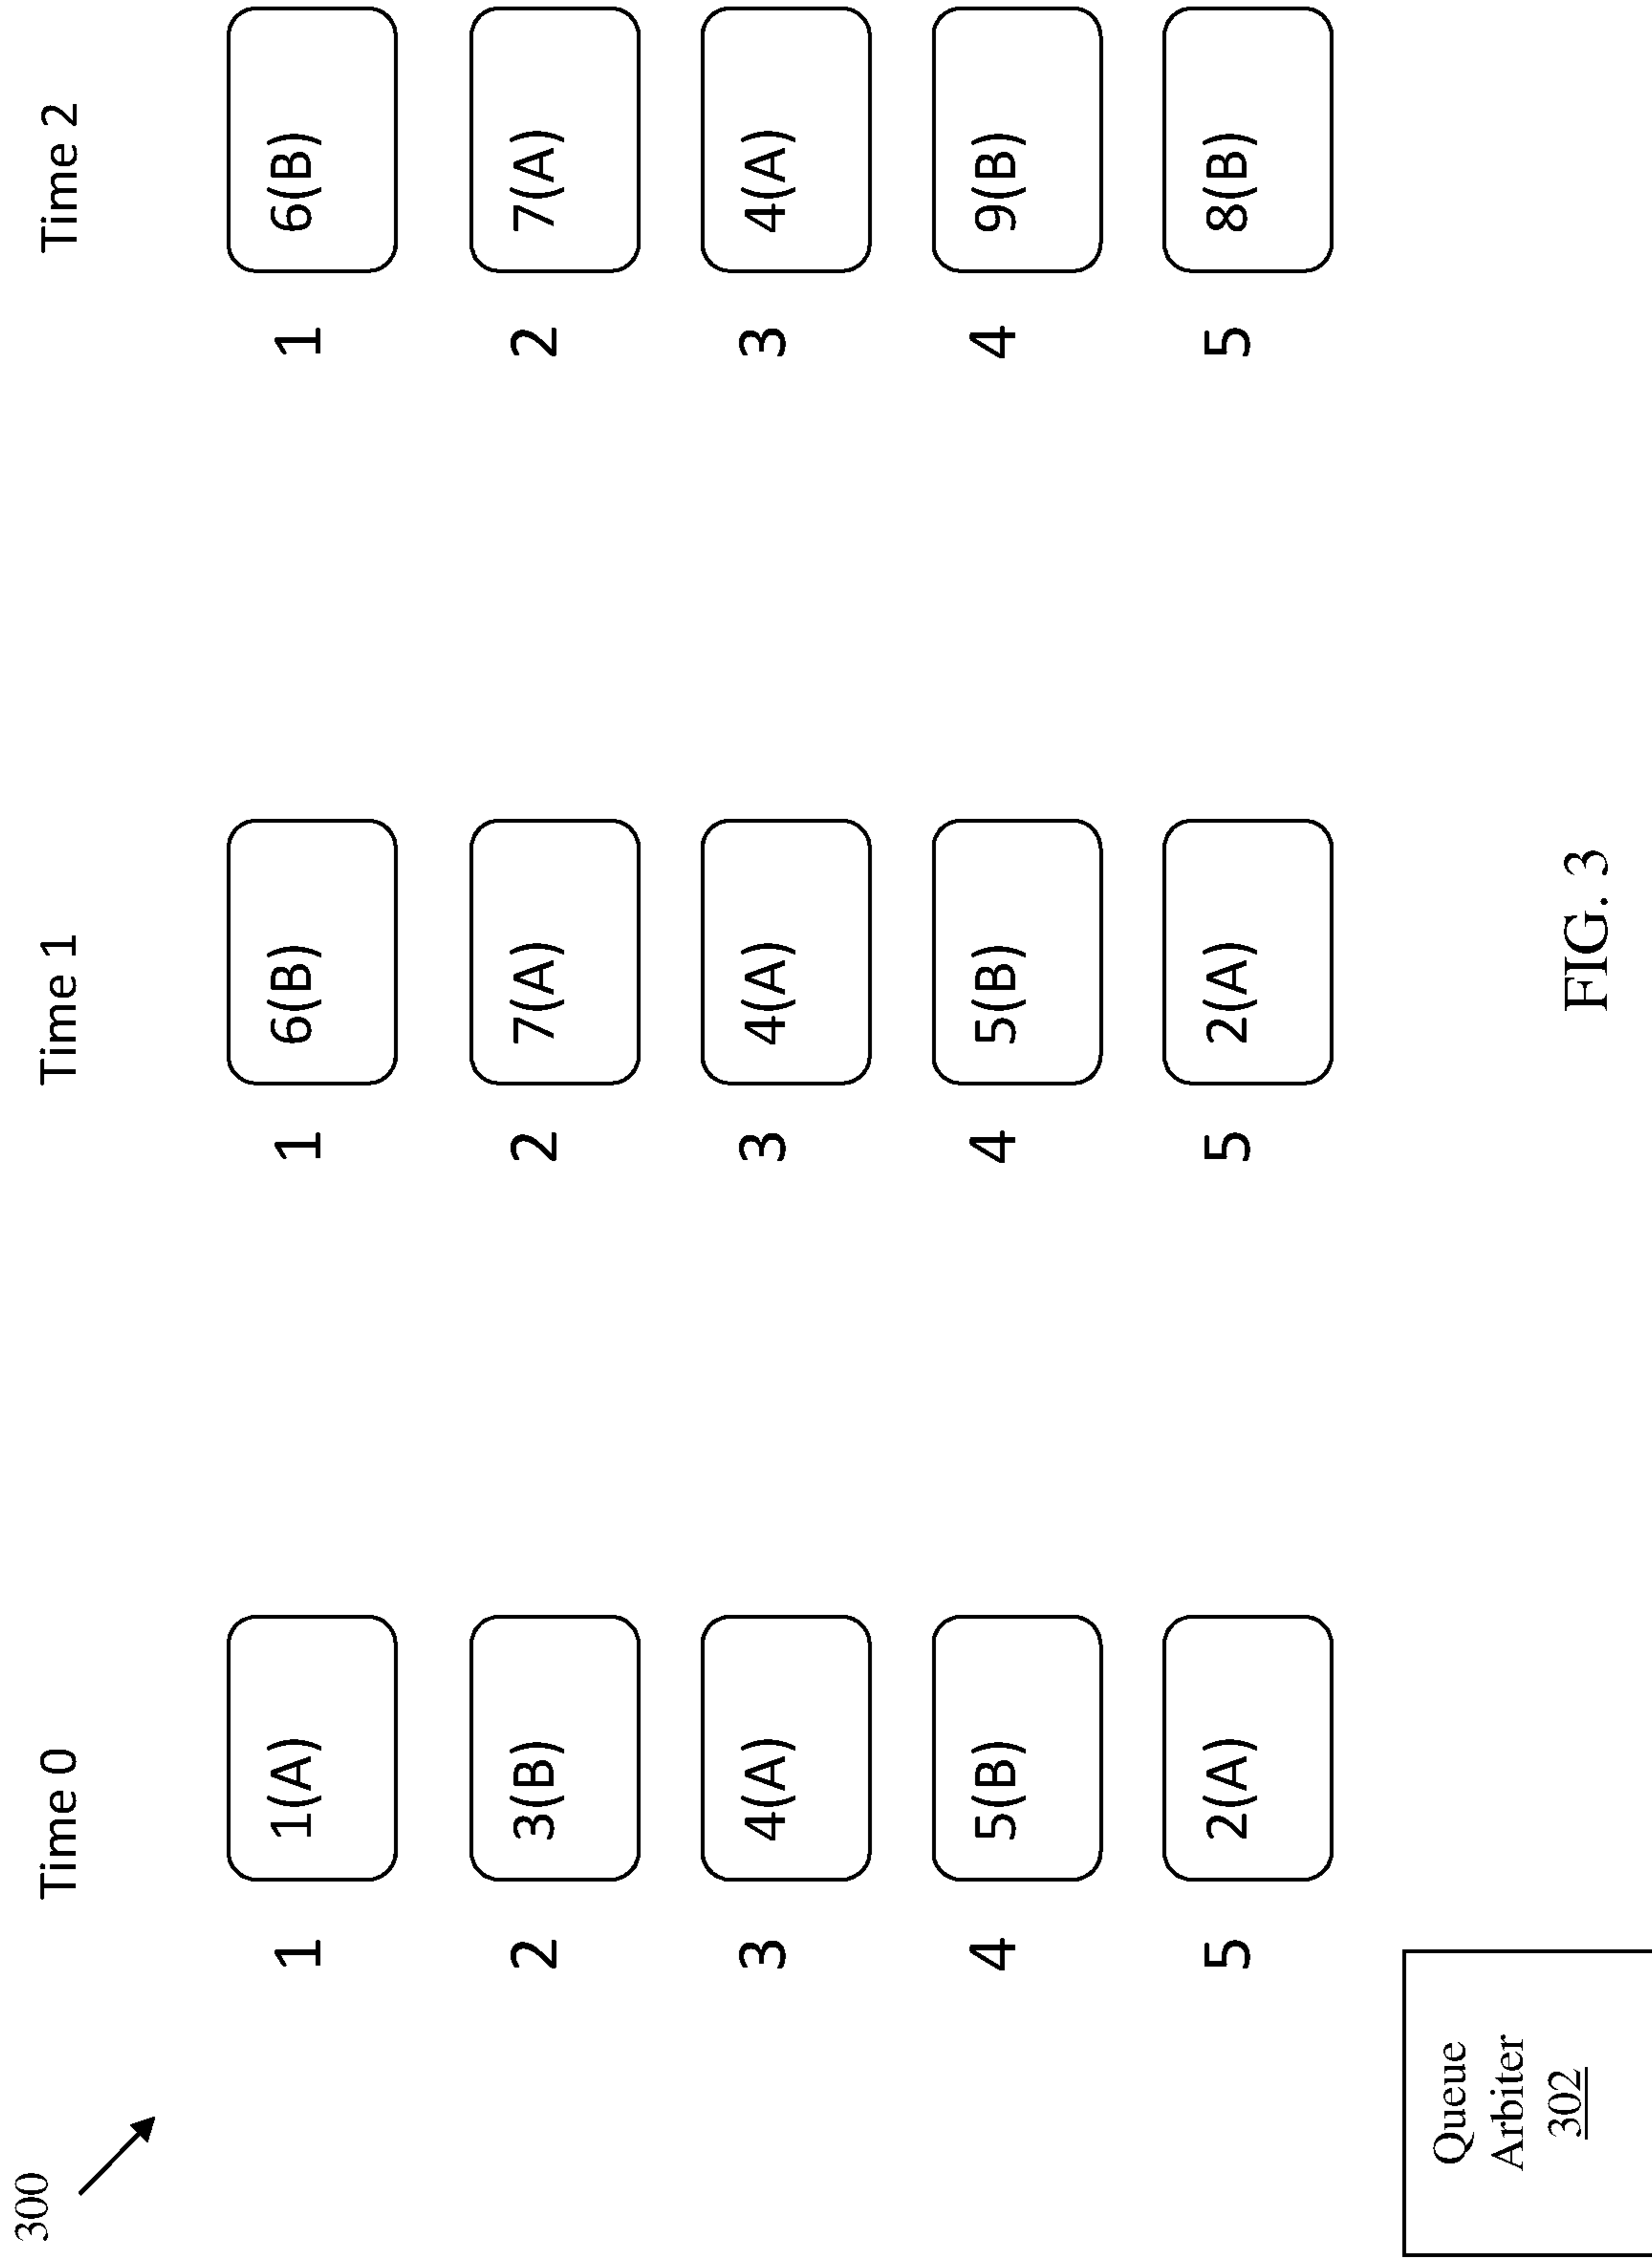 300
Time 0
Time 1
Time 2
1 1(A) 1 6(B) 1 6(B)
2 3(B) 2 7(A) 2 7(A)
3 4(A) 3 4(A) 3 4(A)
4 5(B) 4 5(B) 4 9(B)
5 2(A) 5 2(A) 5 8(B)
Queue
Arbiter
302
FIG. 3